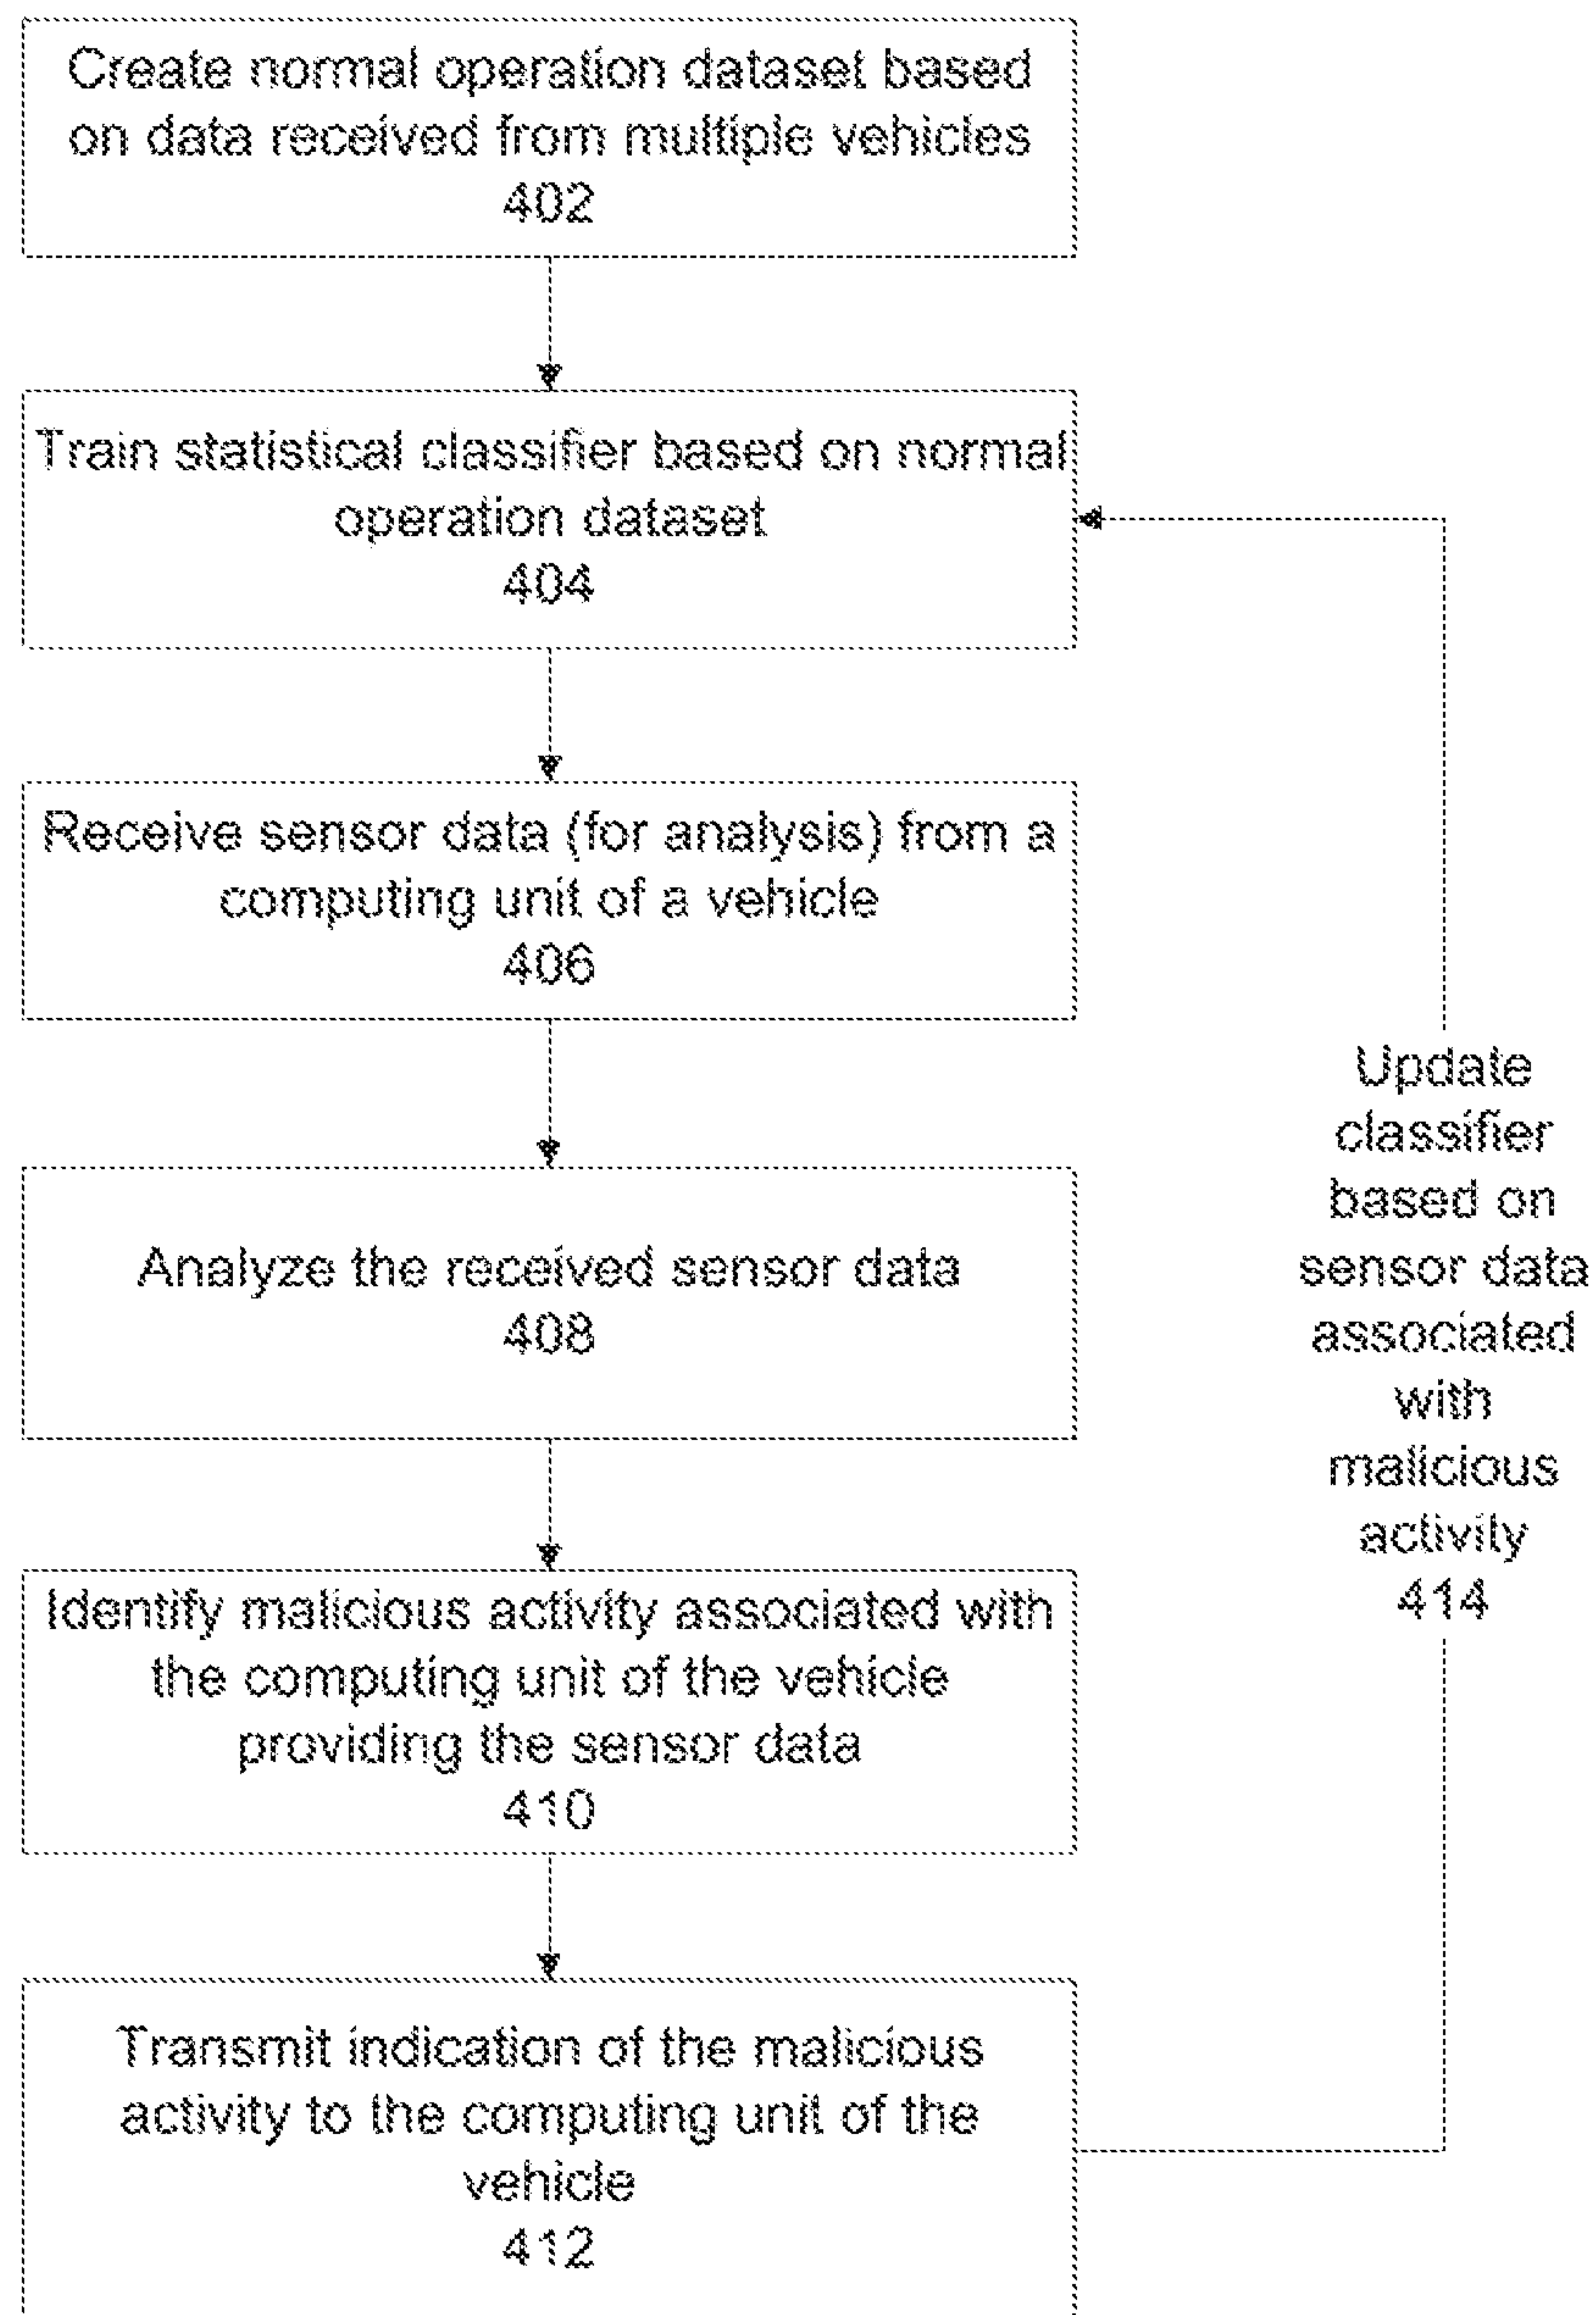 Create normal operation dataset based
on data received from multiple vehicles
402
Train statistical classifier based on normal
operation dataset
404
Receive sensor data (for analysis) from a
computing unit of a vehicle
406
Analyze the received sensor data
408
Identify malicious activity associated with
the computing unit of the vehicle
providing the sensor data
410
Transmit indication of the malicious
activity to the computing unit of the
vehicle
412
Update
classifier
based on
sensor data
associated
with
malicious
activity
414